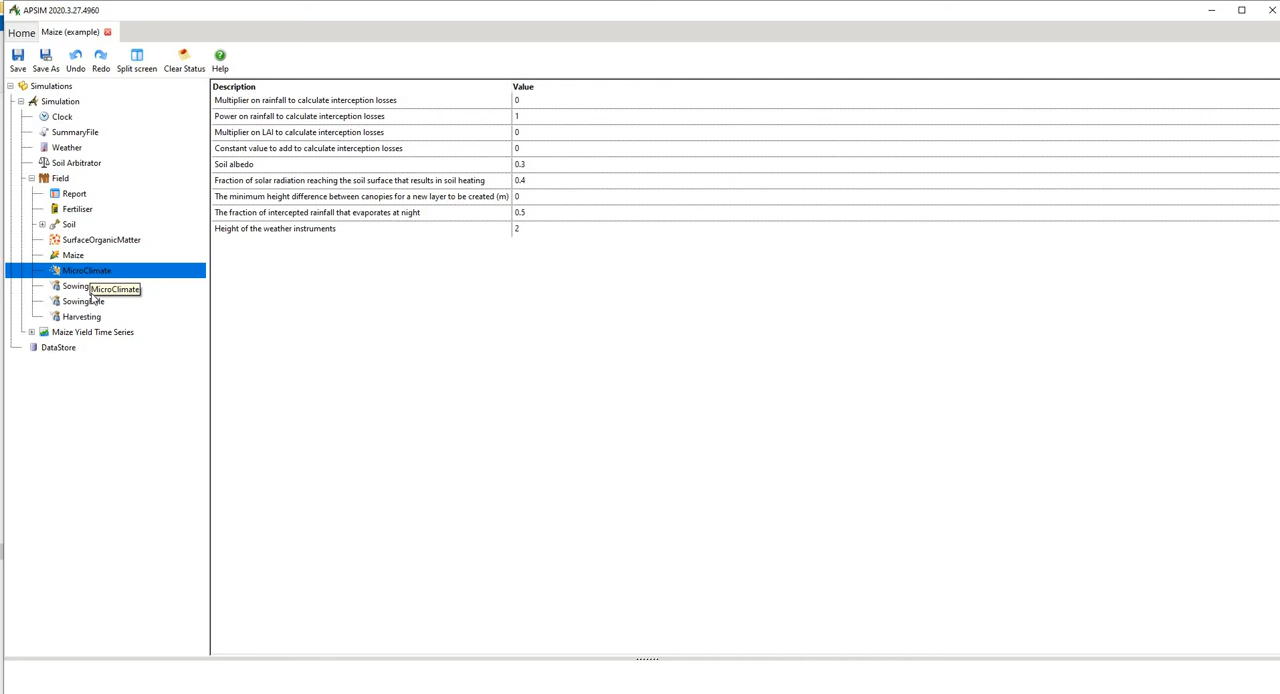 APSIM 2020.3.27.4960
Home Maize (example)
Save Save As Undo Redo Split screen Clear Status Help
Simulations
Simulation
Clock
SummaryFile
Weather
Soil Arbitrator
Field
Report
Fertiliser
Soil
SurfaceOrganicMatter
Maize
MicroClimate
Sowing
MicroClimate
Harvesting
Maize Yield Time Series
DataStore
Description Value
Multiplier on rainfall to calculate interception losses 0
Power on rainfall to calculate interception losses 1
Multiplier on LAI to calculate interception losses 0
Constant value to add to calculate interception losses 0
Soil albedo 0.3
Fraction of solar radiation reaching the soil surface that results in soil heating 0.4
The minimum height difference between canopies for a new layer to be created (m) 0
The fraction of intercepted rainfall that evaporates at night 0.5
Height of the weather instruments 2